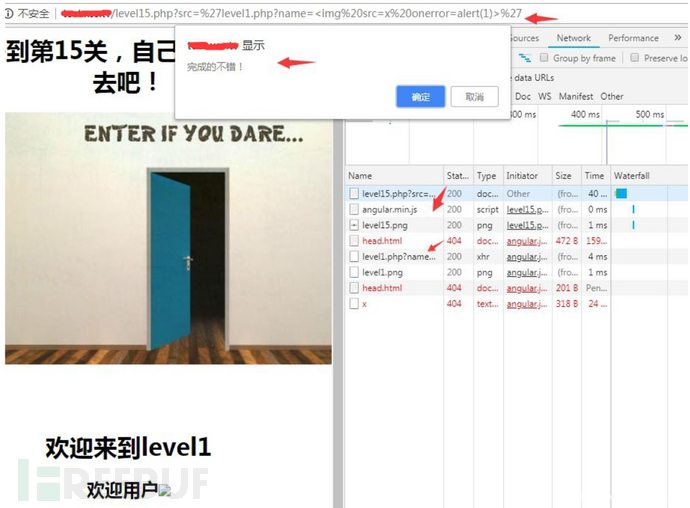 不安全 /level15.php?src=%27level1.php?name=<img%20src=x%20onerror=alert(1)>%27
显示
完成的不错！
确定 取消
到第15关，自己
去吧！
ENTER IF YOU DARE...
欢迎来到level1
欢迎用户
REEBUF
ources Network Performance
Group by frame Preserve lo
e data URLs
Doc WS Manifest Other
300 ms 400 ms 500 ms
Name Stat... Type Initiator Size Time Waterfall
level15.php?src=... 200 doc... Other (fro... 40 ...
angular.min.js 200 script level15.p... (fro... 0 ms
level15.png 200 png level15.p... (fro... 1 ms
head.html 404 doc... angular.j... 472 B 159...
level1.php?name... 200 xhr angular.j... (fro... 4 ms
level1.png 200 png angular.j... (fro... 1 ms
head.html 404 doc... angular.j... 201 B Pen...
x 404 text... angular.j... 318 B 24 ...